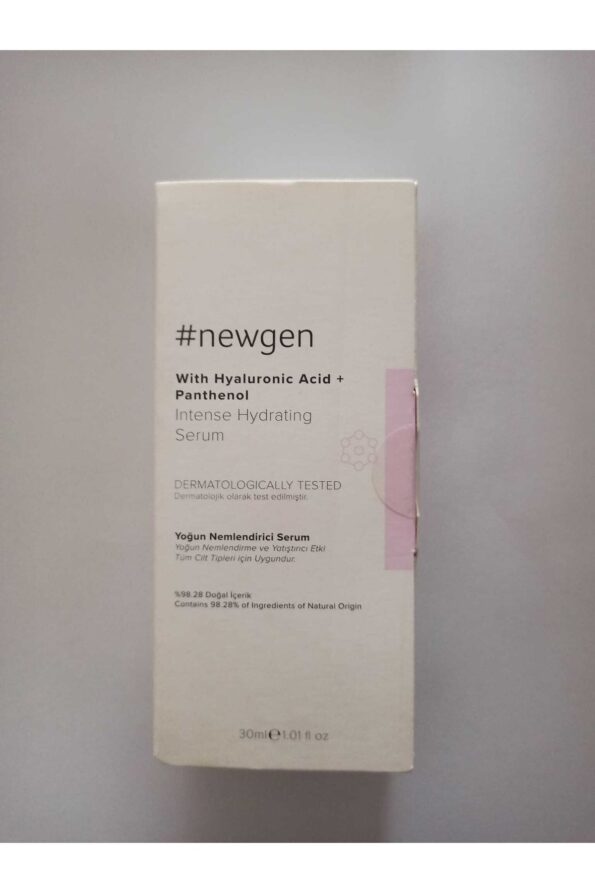 #newgen
With Hyaluronic Acid +
Panthenol
Intense Hydrating
Serum
DERMATOLOGICALLY TESTED
Dermatolojik olarak test edilmiştir.
Yoğun Nemlendirici Serum
Yoğun Nemlendirme ve Yatıştırıcı Etki
Tüm Cilt Tipleri için Uygundur.
%98.28 Doğal İçerik
Contains 98.28% of Ingredients of Natural Origin
30ml℮1.01 fl oz